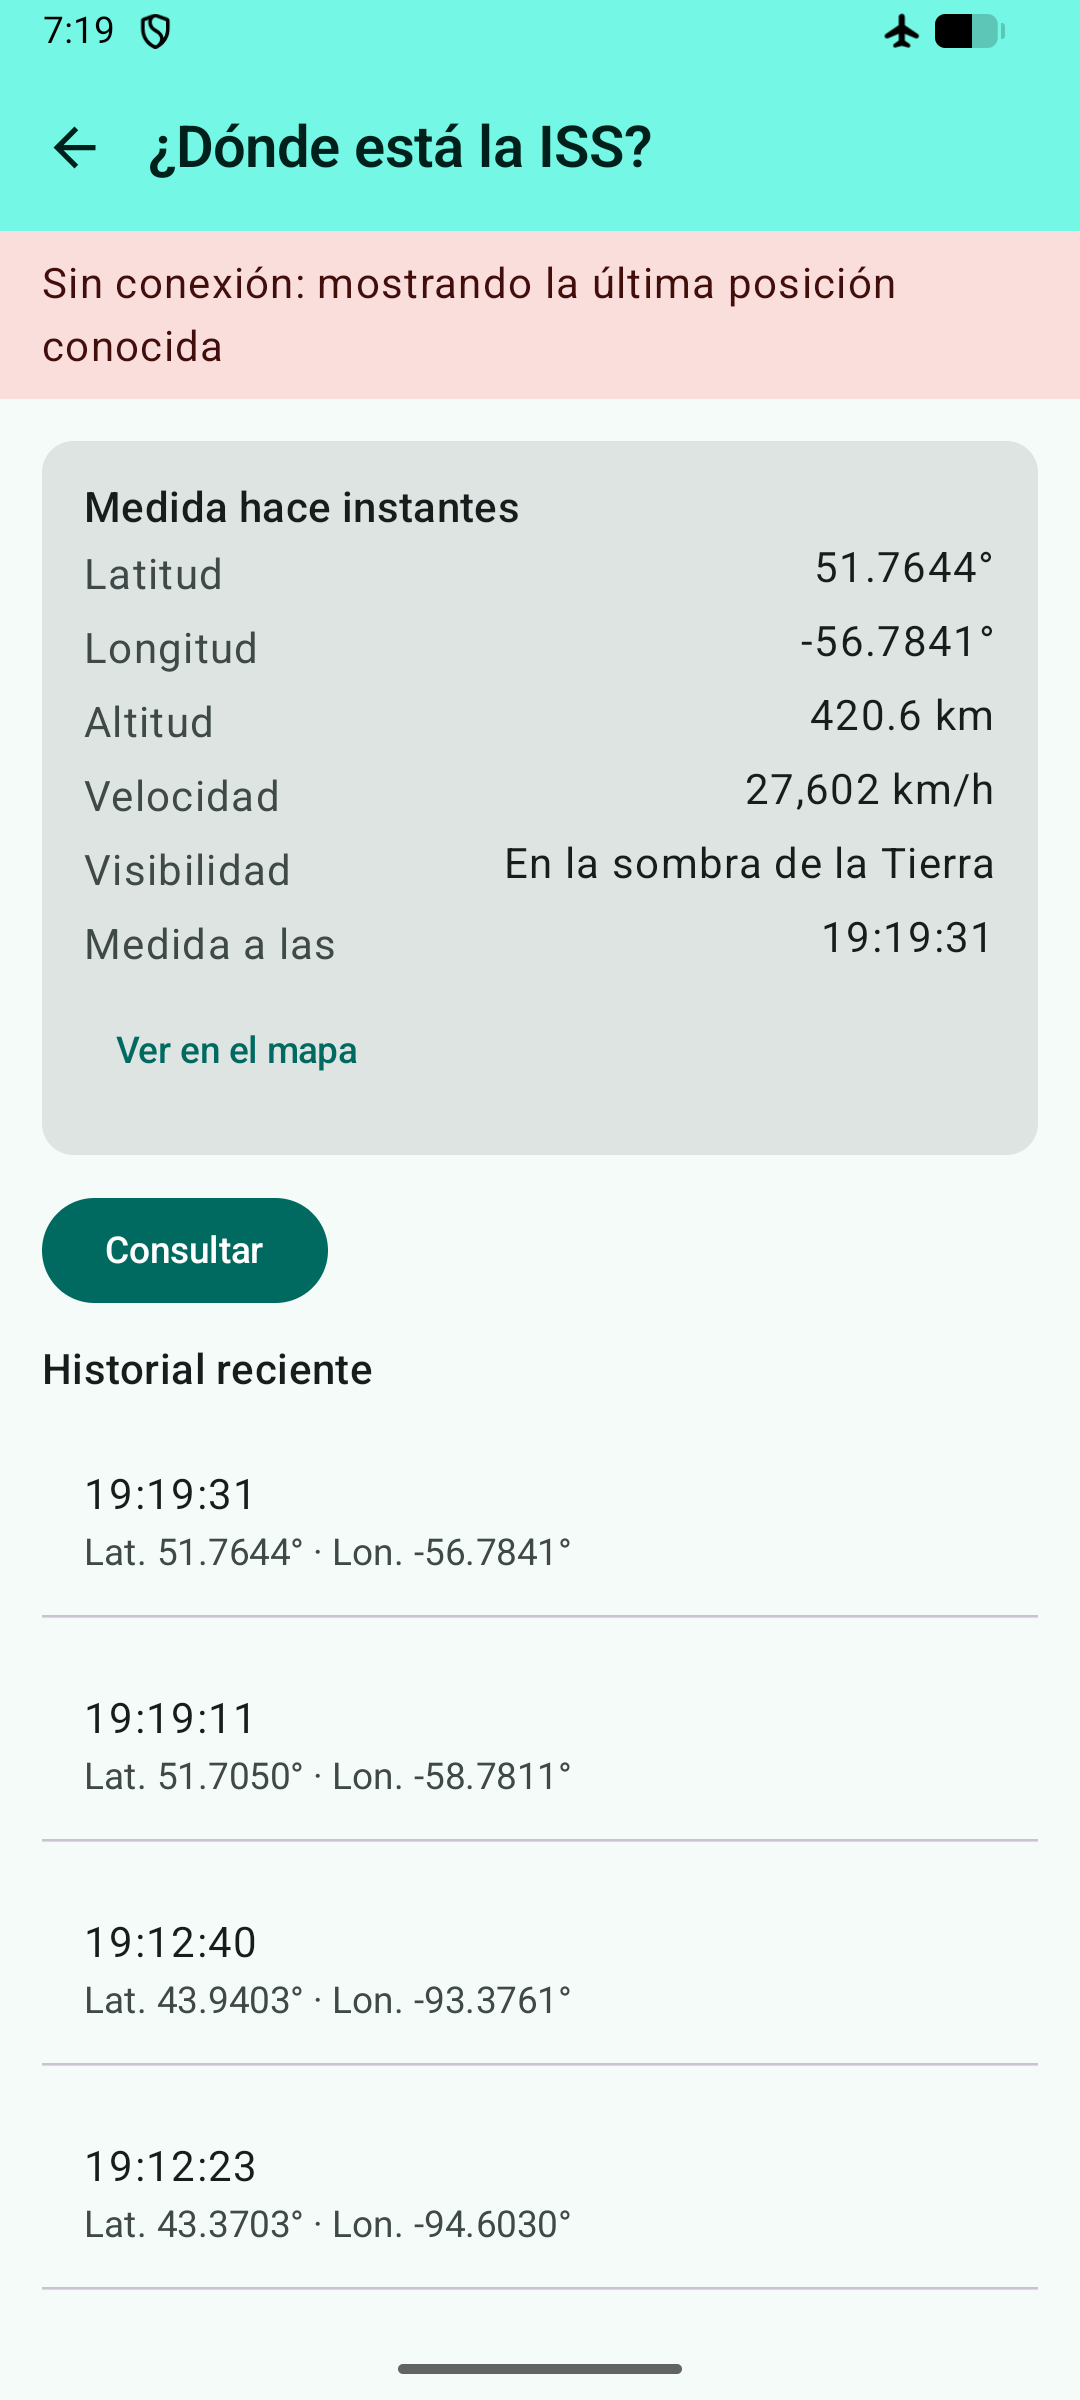 7:19
¿Dónde está la ISS?
Sin conexión: mostrando la última posición
conocida
Medida hace instantes
Latitud 51.7644°
Longitud -56.7841°
Altitud 420.6 km
Velocidad 27,602 km/h
Visibilidad En la sombra de la Tierra
Medida a las 19:19:31
Ver en el mapa
Consultar
Historial reciente
19:19:31
Lat. 51.7644° · Lon. -56.7841°
19:19:11
Lat. 51.7050° · Lon. -58.7811°
19:12:40
Lat. 43.9403° · Lon. -93.3761°
19:12:23
Lat. 43.3703° · Lon. -94.6030°